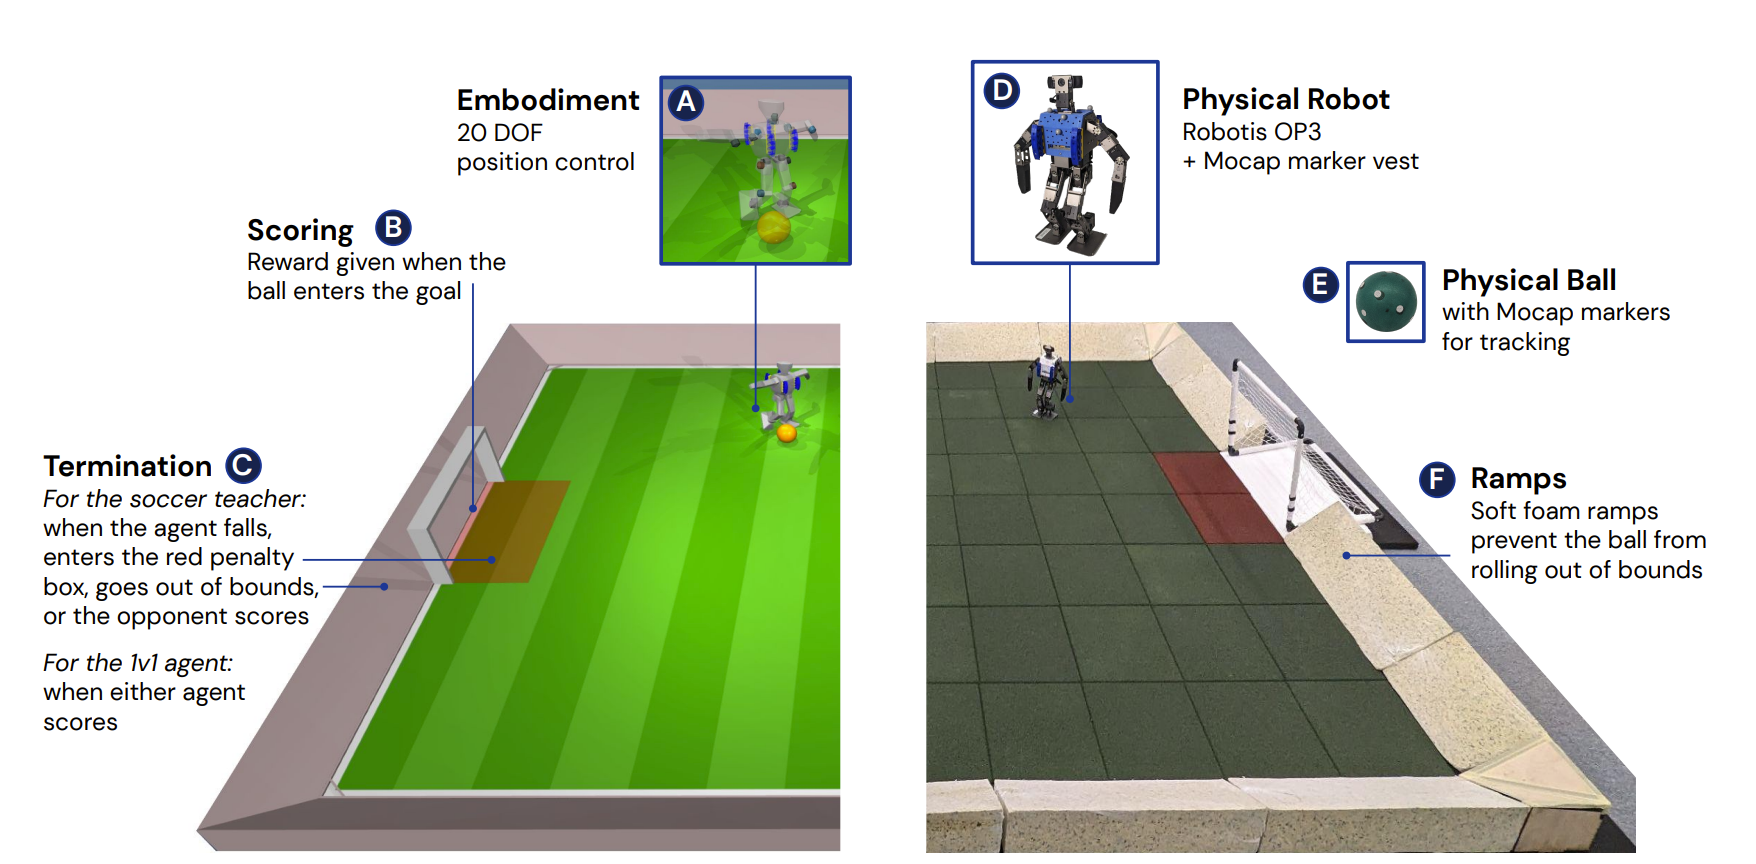 Embodiment
20 DOF
position control
A
D
Physical Robot
Robotis OP3
+ Mocap marker vest
Scoring B
Reward given when the
ball enters the goal
E
Physical Ball
with Mocap markers
for tracking
Termination C
For the soccer teacher:
when the agent falls,
enters the red penalty
box, goes out of bounds,
or the opponent scores
For the 1v1 agent:
when either agent
scores
F Ramps
Soft foam ramps
prevent the ball from
rolling out of bounds